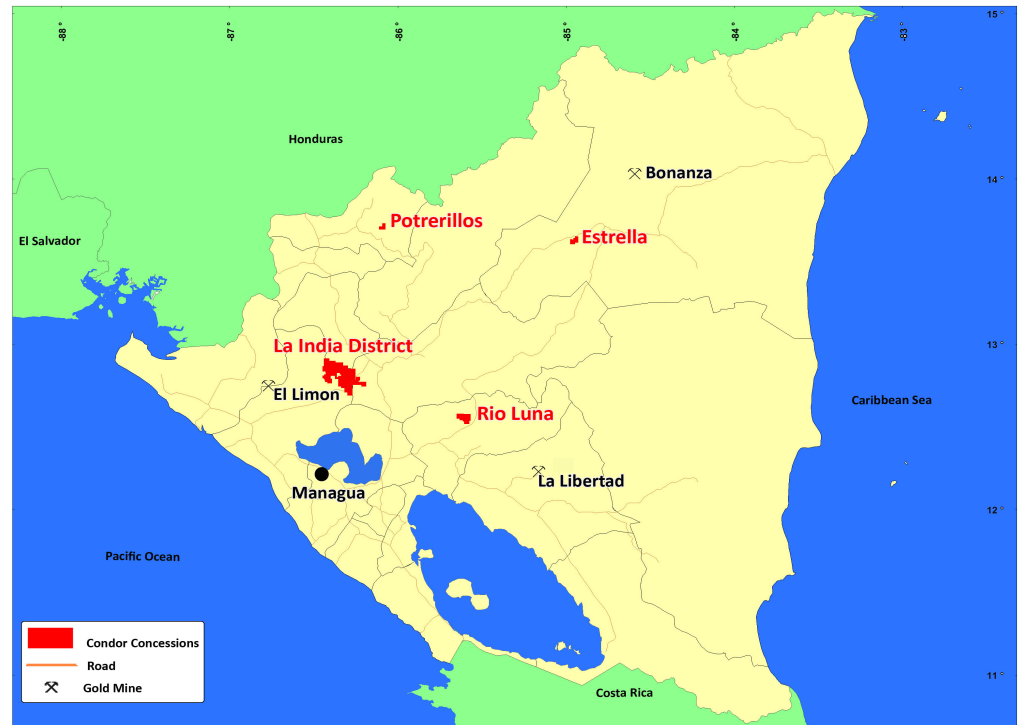 -88°
-87°
-86°
-85°
-84°
-83°
15°
Honduras
Bonanza
14°
Potrerillos
Estrella
El Salvador
La India District
13°
El Limon
Caribbean Sea
Rio Luna
La Libertad
Managua
12°
Pacific Ocean
Condor Concessions
Road
Gold Mine
11°
Costa Rica